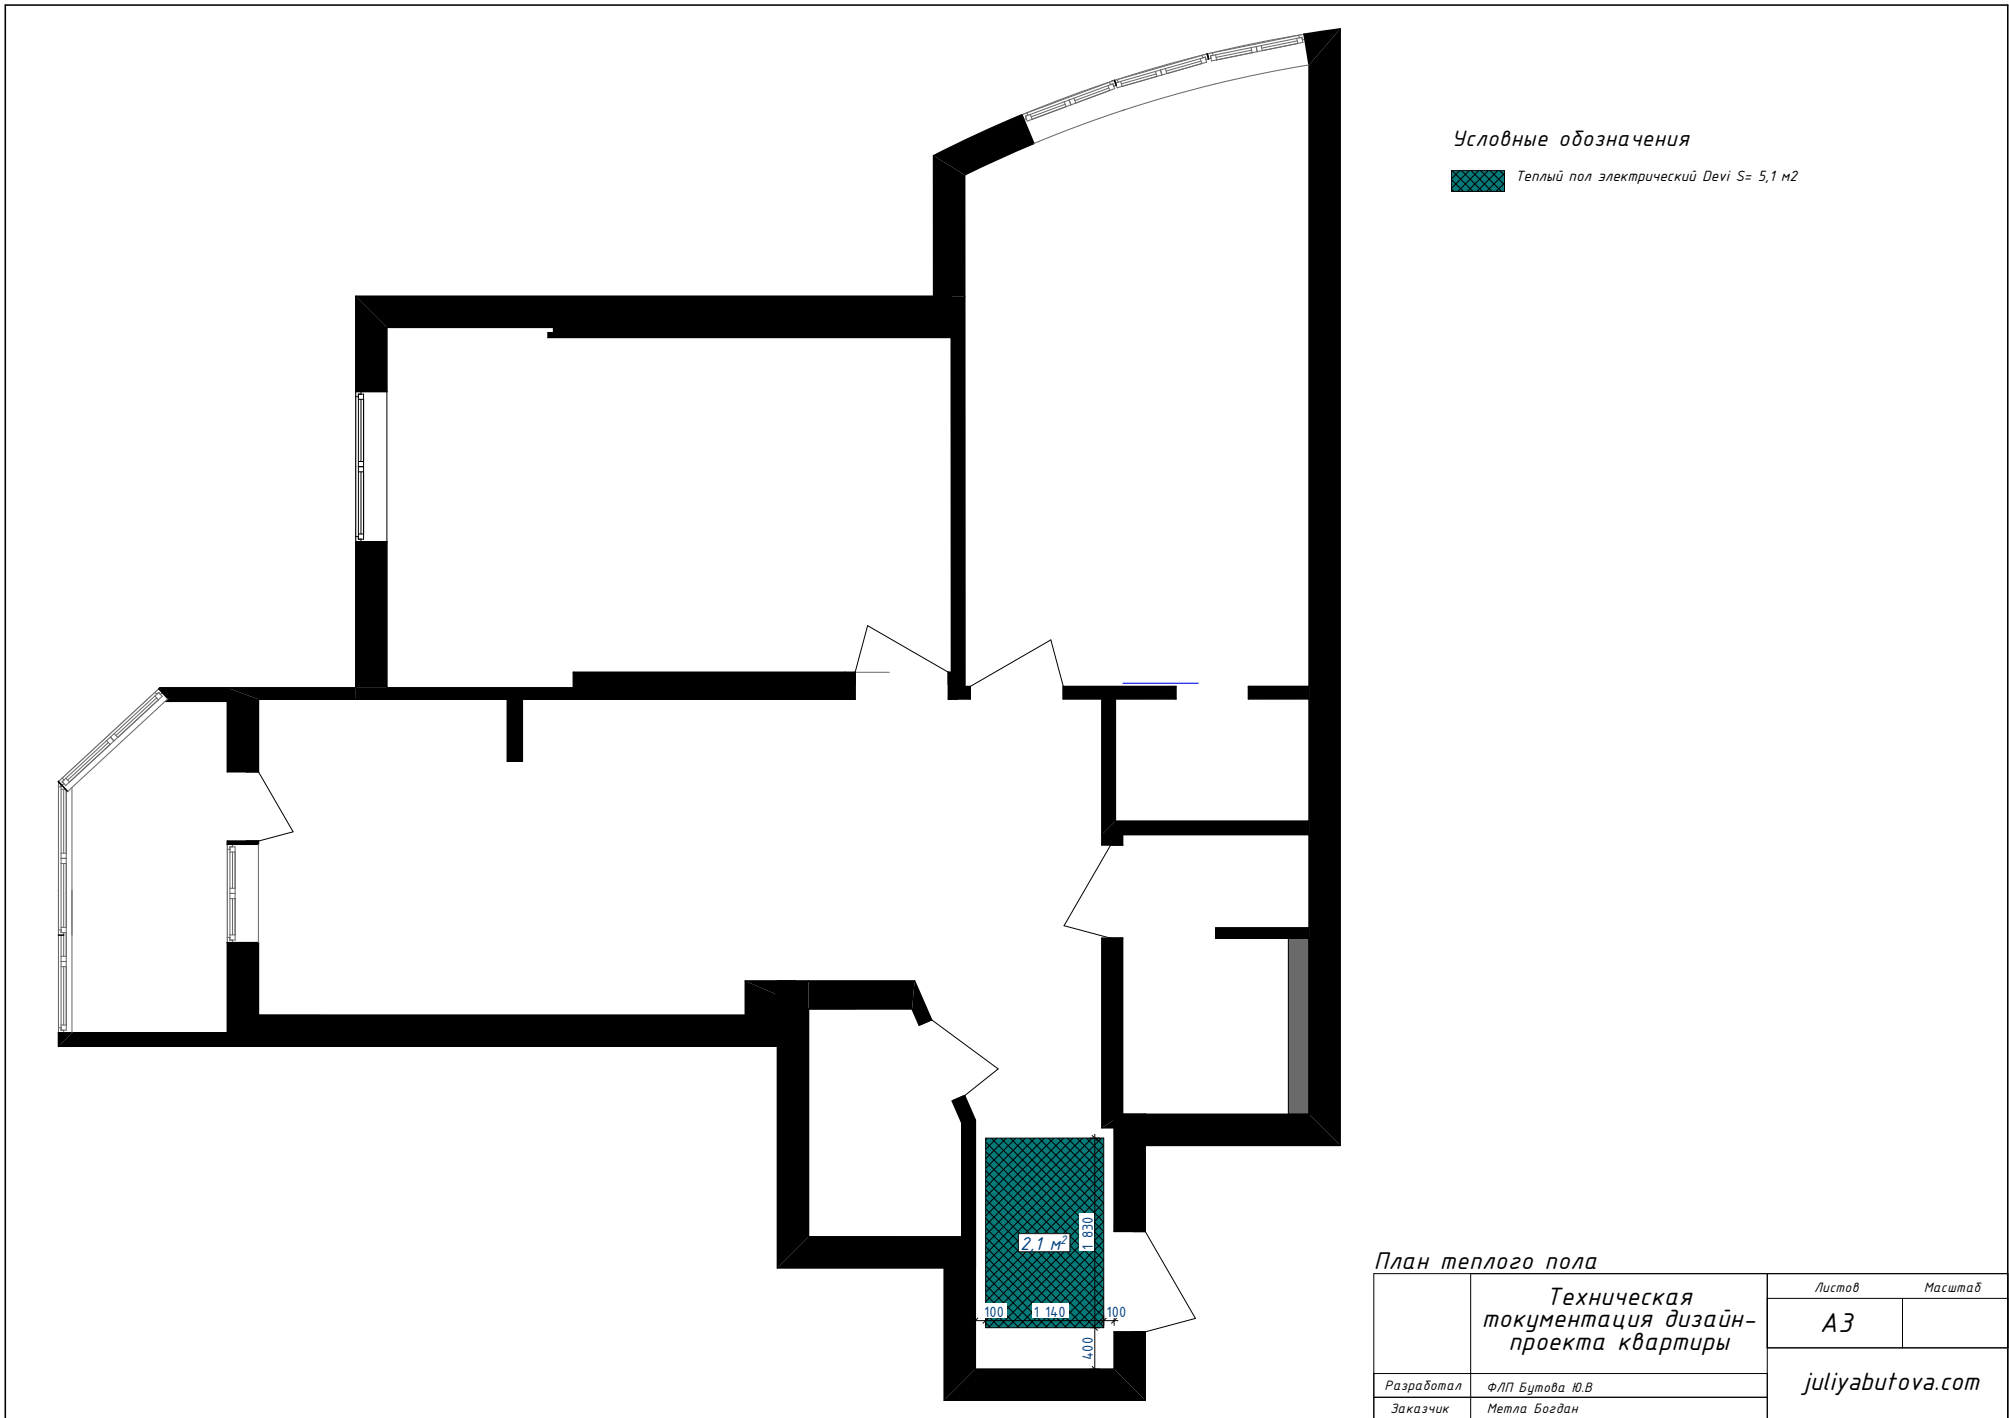 Условные обозначения
Теплый пол электрический Devi S= 5,1 м2
1 830
2,1 м²
100
1 140
100
400
План теплого пола
Техническая
токументация дизайн-
проекта квартиры
Листов
Масштаб
А3
Разработал
ФЛП Бутова Ю.В
Заказчик
Метла Богдан
juliyabutova.com